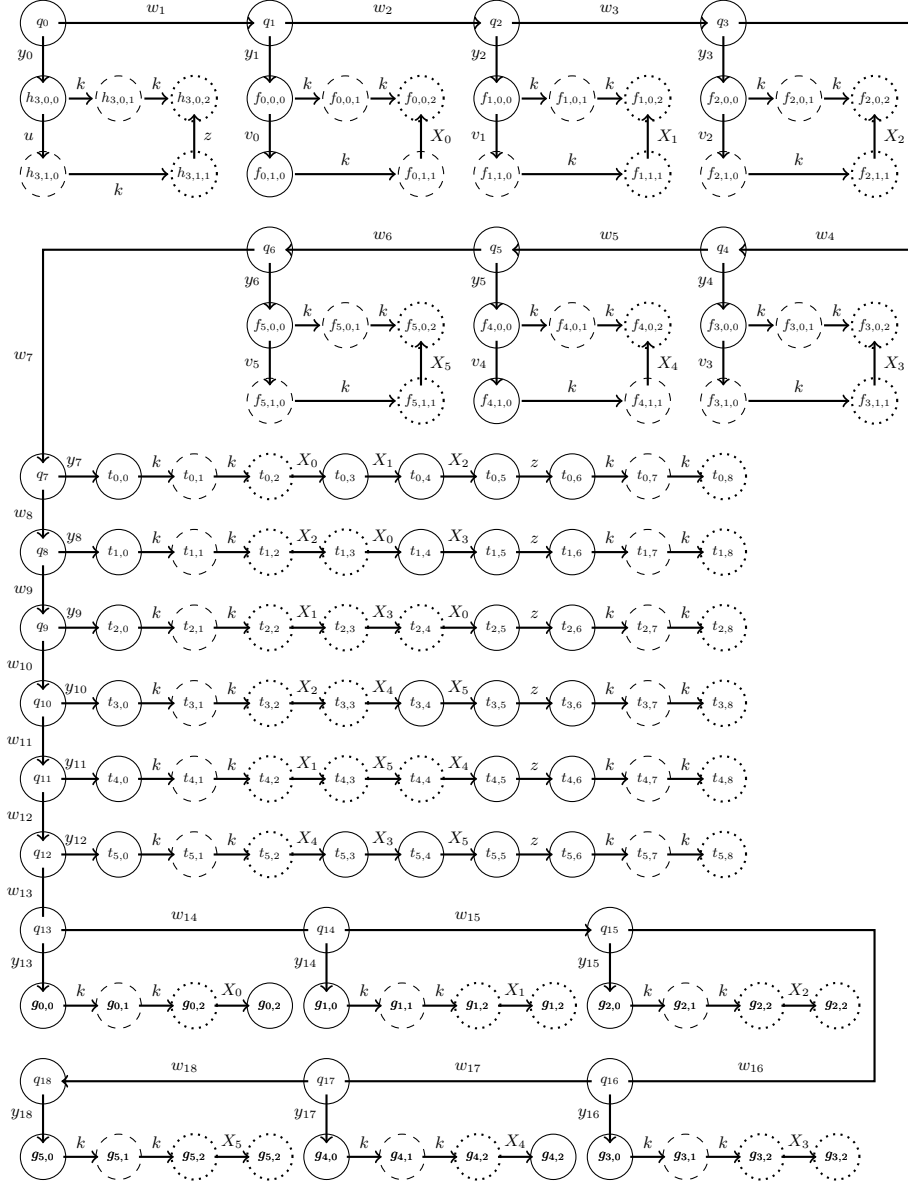 q0 w1 q1 w2 q2 w3 q3
y0 y1 y2 y3
h3,0,0 k h3,0,1 k h3,0,2 f0,0,0 k f0,0,1 k f0,0,2 f1,0,0 k f1,0,1 k f1,0,2 f2,0,0 k f2,0,1 k f2,0,2
u z v0 X0 v1 X1 v2 X2
h3,1,0 k h3,1,1 f0,1,0 k f0,1,1 f1,1,0 k f1,1,1 f2,1,0 k f2,1,1
q6 w6 q5 w5 q4 w4
y6 y5 y4
f5,0,0 k f5,0,1 k f5,0,2 f4,0,0 k f4,0,1 k f4,0,2 f3,0,0 k f3,0,1 k f3,0,2
w7 v5 X5 v4 X4 v3 X3
f5,1,0 k f5,1,1 f4,1,0 k f4,1,1 f3,1,0 k f3,1,1
q7 y7 t0,0 k t0,1 k t0,2 X0 t0,3 X1 t0,4 X2 t0,5 z t0,6 k t0,7 k t0,8
w8
q8 y8 t1,0 k t1,1 k t1,2 X2 t1,3 X0 t1,4 X3 t1,5 z t1,6 k t1,7 k t1,8
w9
q9 y9 t2,0 k t2,1 k t2,2 X1 t2,3 X3 t2,4 X0 t2,5 z t2,6 k t2,7 k t2,8
w10
q10 y10 t3,0 k t3,1 k t3,2 X2 t3,3 X4 t3,4 X5 t3,5 z t3,6 k t3,7 k t3,8
w11
q11 y11 t4,0 k t4,1 k t4,2 X1 t4,3 X5 t4,4 X4 t4,5 z t4,6 k t4,7 k t4,8
w12
q12 y12 t5,0 k t5,1 k t5,2 X4 t5,3 X3 t5,4 X5 t5,5 z t5,6 k t5,7 k t5,8
w13
q13 w14 q14 w15 q15
y13 y14 y15
g0,0 k g0,1 k g0,2 X0 g0,2 g1,0 k g1,1 k g1,2 X1 g1,2 g2,0 k g2,1 k g2,2 X2 g2,2
q18 w18 q17 w17 q16 w16
y18 y17 y16
g5,0 k g5,1 k g5,2 X5 g5,2 g4,0 k g4,1 k g4,2 X4 g4,2 g3,0 k g3,1 k g3,2 X3 g3,2